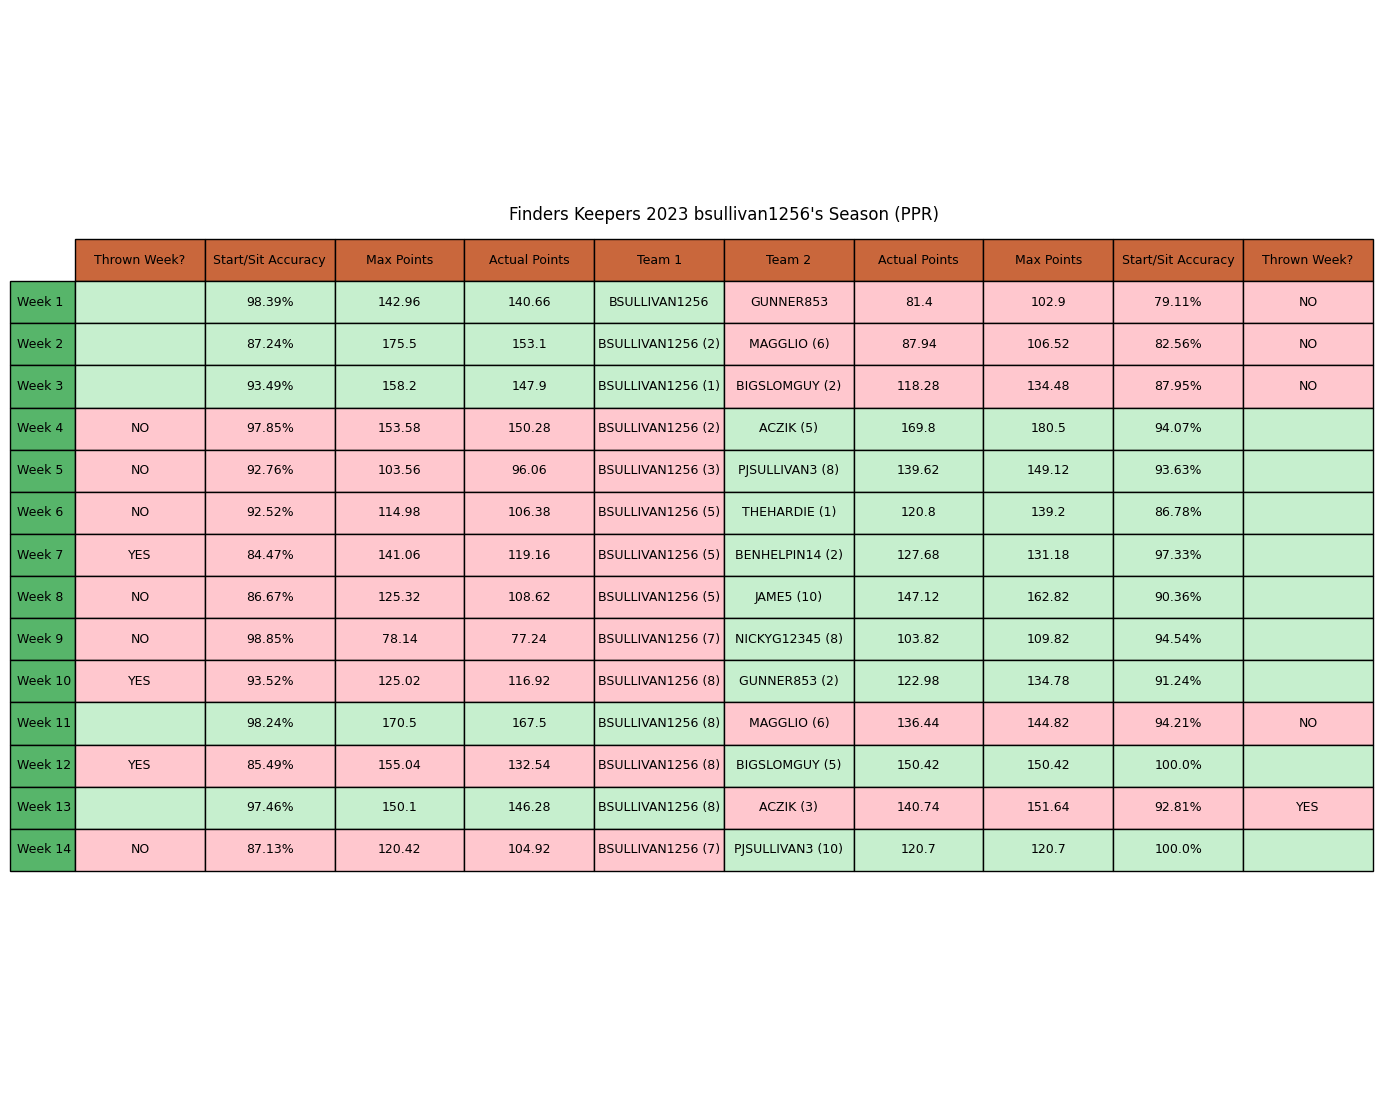 Finders Keepers 2023 bsullivan1256's Season (PPR)
Thrown Week? Start/Sit Accuracy Max Points Actual Points Team 1 Team 2 Actual Points Max Points Start/Sit Accuracy Thrown Week?
Week 1 98.39% 142.96 140.66 BSULLIVAN1256 GUNNER853 81.4 102.9 79.11% NO
Week 2 87.24% 175.5 153.1 BSULLIVAN1256 (2) MAGGLIO (6) 87.94 106.52 82.56% NO
Week 3 93.49% 158.2 147.9 BSULLIVAN1256 (1) BIGSLOMGUY (2) 118.28 134.48 87.95% NO
Week 4 NO 97.85% 153.58 150.28 BSULLIVAN1256 (2) ACZIK (5) 169.8 180.5 94.07%
Week 5 NO 92.76% 103.56 96.06 BSULLIVAN1256 (3) PJSULLIVAN3 (8) 139.62 149.12 93.63%
Week 6 NO 92.52% 114.98 106.38 BSULLIVAN1256 (5) THEHARDIE (1) 120.8 139.2 86.78%
Week 7 YES 84.47% 141.06 119.16 BSULLIVAN1256 (5) BENHELPIN14 (2) 127.68 131.18 97.33%
Week 8 NO 86.67% 125.32 108.62 BSULLIVAN1256 (5) JAME5 (10) 147.12 162.82 90.36%
Week 9 NO 98.85% 78.14 77.24 BSULLIVAN1256 (7) NICKYG12345 (8) 103.82 109.82 94.54%
Week 10 YES 93.52% 125.02 116.92 BSULLIVAN1256 (8) GUNNER853 (2) 122.98 134.78 91.24%
Week 11 98.24% 170.5 167.5 BSULLIVAN1256 (8) MAGGLIO (6) 136.44 144.82 94.21% NO
Week 12 YES 85.49% 155.04 132.54 BSULLIVAN1256 (8) BIGSLOMGUY (5) 150.42 150.42 100.0%
Week 13 97.46% 150.1 146.28 BSULLIVAN1256 (8) ACZIK (3) 140.74 151.64 92.81% YES
Week 14 NO 87.13% 120.42 104.92 BSULLIVAN1256 (7) PJSULLIVAN3 (10) 120.7 120.7 100.0%